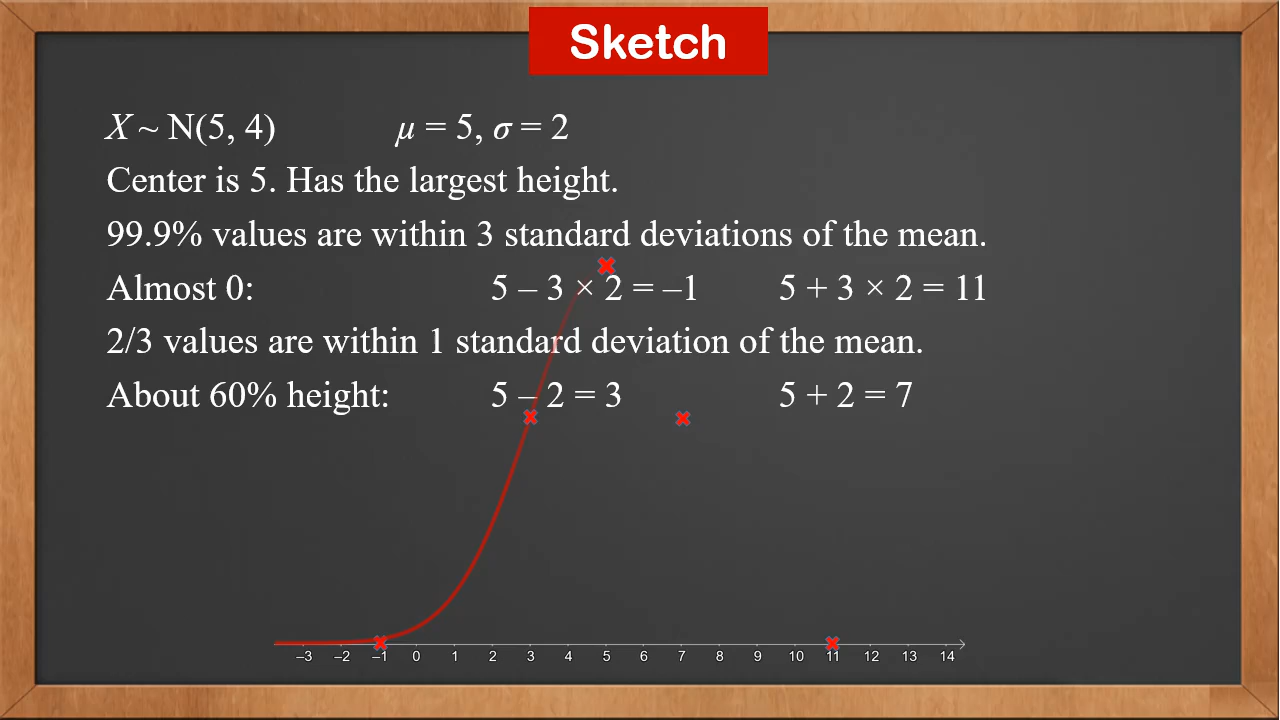 Sketch
X ~ N(5, 4) μ = 5, σ = 2
Center is 5. Has the largest height.
99.9% values are within 3 standard deviations of the mean.
Almost 0: 5 – 3 × 2 = –1 5 + 3 × 2 = 11
2/3 values are within 1 standard deviation of the mean.
About 60% height: 5 – 2 = 3 5 + 2 = 7
–3 –2 –1 0 1 2 3 4 5 6 7 8 9 10 11 12 13 14